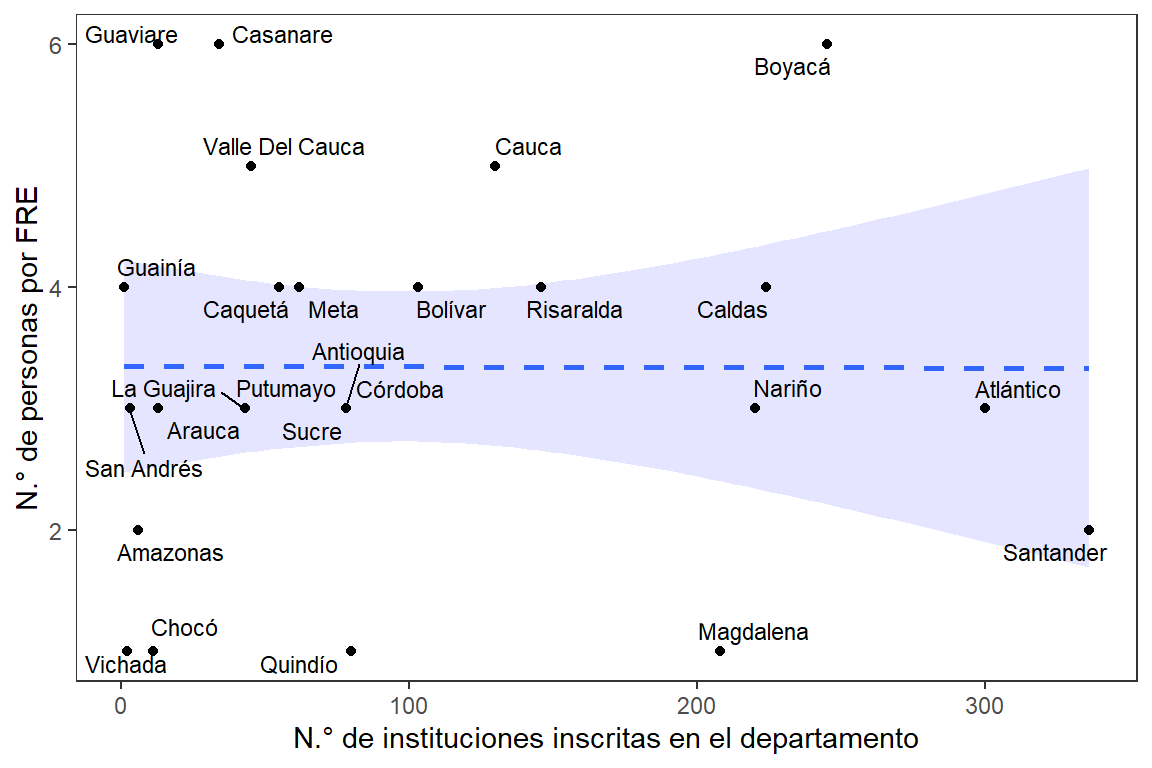 6
Guaviare
Casanare
Boyacá
Valle Del Cauca
Cauca
Guainía
4
Caquetá
Meta
Bolívar
Risaralda
Caldas
Antioquia
La Guajira
Putumayo
Córdoba
Nariño
Atlántico
Arauca
Sucre
San Andrés
2
Amazonas
Santander
Chocó
Magdalena
Vichada
Quindío
N.° de personas por FRE
0
100
200
300
N.° de instituciones inscritas en el departamento